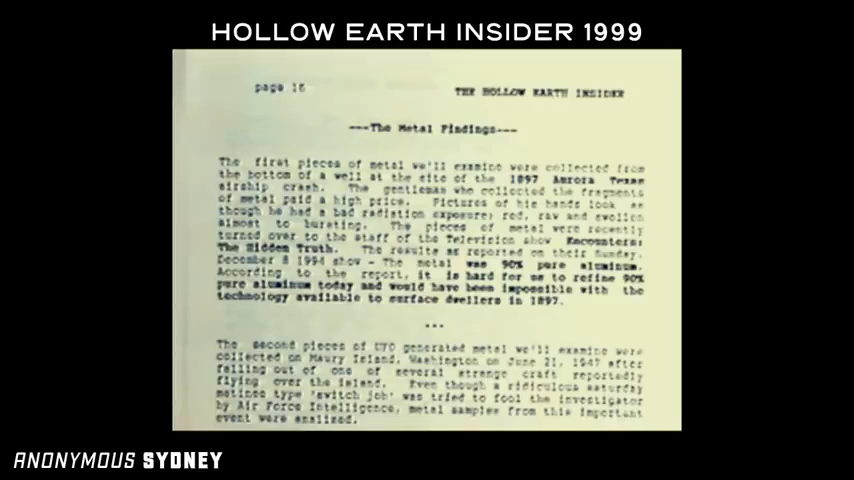 HOLLOW EARTH INSIDER 1999
page 16
THE HOLLOW EARTH INSIDER
---The Metal Findings---
The first pieces of metal we'll examine were collected from
the bottom of a well at the site of the 1897 Aurora Texas
airship crash. The gentleman who collected the fragments
of metal paid a high price. Pictures of his hands look as
though he had a bad radiation exposure; red, raw and swollen
almost to bursting. The pieces of metal were recently
turned over to the staff of the Television show Encounters:
The Hidden Truth. The results as reported on their Sunday,
December 8 1994 show - The metal was 90% pure aluminum.
According to the report, it is hard for us to refine 90%
pure aluminum today and would have been impossible with the
technology available to surface dwellers in 1897.
...
The second pieces of UFO generated metal we'll examine were
collected on Maury Island, Washington on June 21, 1947 after
falling out of one of several strange craft reportedly
flying over the island. Even though a ridiculous saturday
matinee type 'switch job' was tried to fool the investigator
by Air Force Intelligence, metal samples from this important
event were analized.
ANONYMOUS SYDNEY